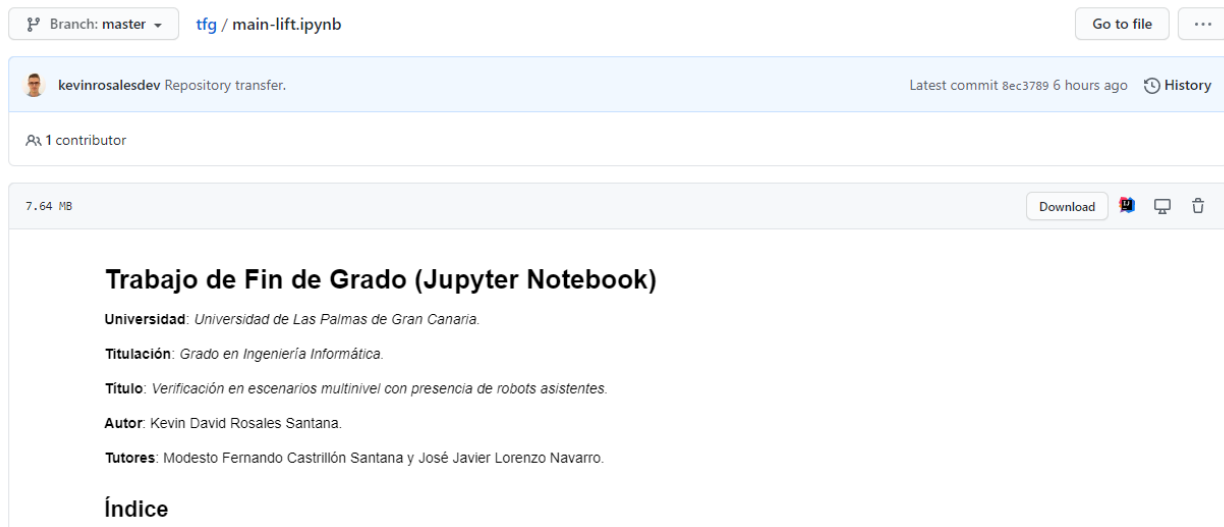 Branch: master
tfg / main-lift.ipynb
Go to file
...
kevinrosalesdev Repository transfer.
Latest commit 8ec3789 6 hours ago
History
1 contributor
7.64 MB
Download
Trabajo de Fin de Grado (Jupyter Notebook)
Universidad: Universidad de Las Palmas de Gran Canaria.
Titulación: Grado en Ingeniería Informática.
Título: Verificación en escenarios multinivel con presencia de robots asistentes.
Autor: Kevin David Rosales Santana.
Tutores: Modesto Fernando Castrillón Santana y José Javier Lorenzo Navarro.
Índice